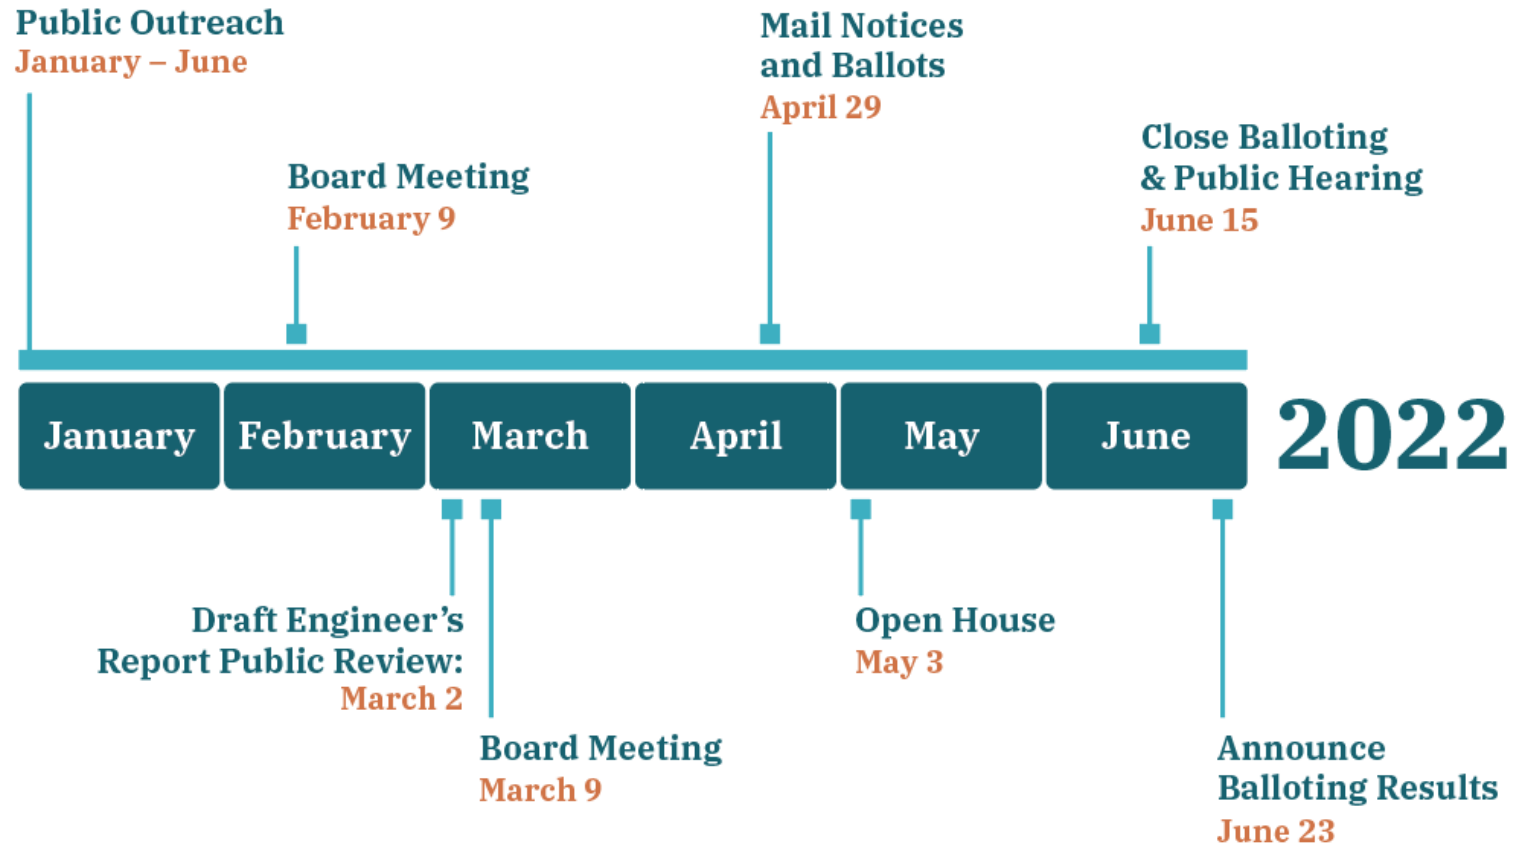 Public Outreach
January – June
Mail Notices
and Ballots
April 29
Board Meeting
February 9
Close Balloting
& Public Hearing
June 15
January
February
March
April
May
June
2022
Draft Engineer’s
Report Public Review:
March 2
Board Meeting
March 9
Open House
May 3
Announce
Balloting Results
June 23